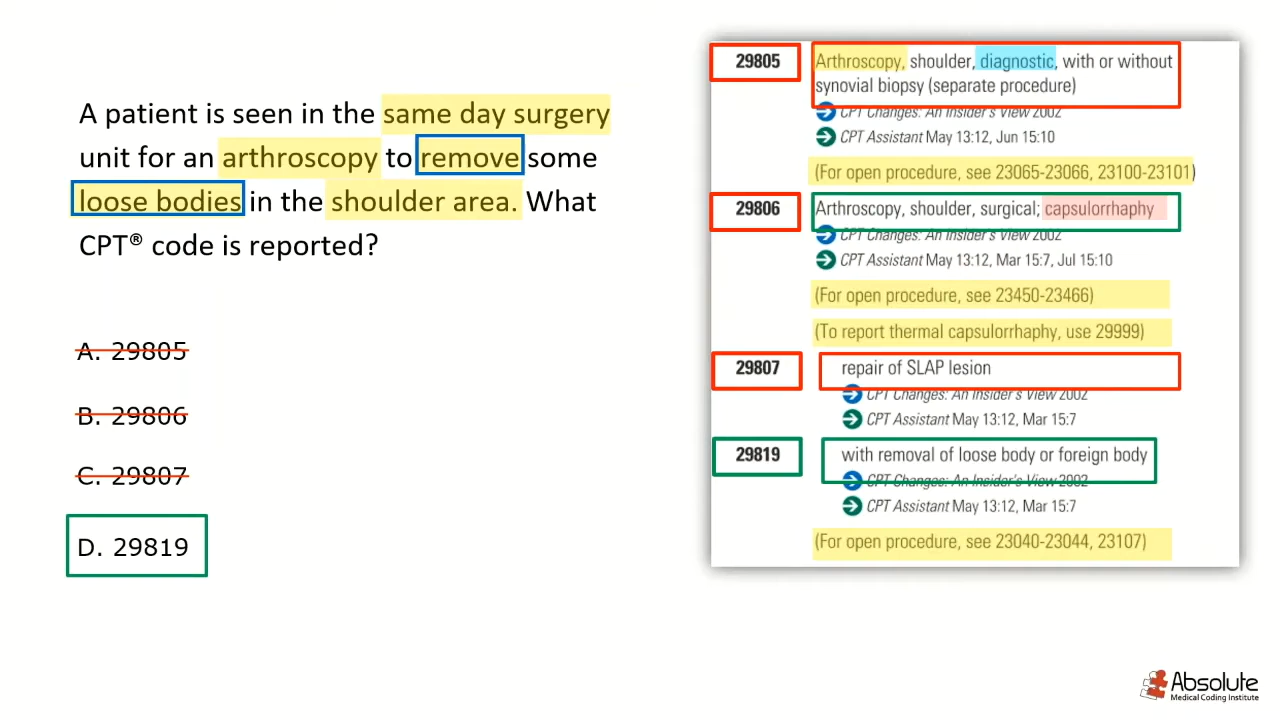 A patient is seen in the same day surgery
unit for an arthroscopy to remove some
loose bodies in the shoulder area. What
CPT® code is reported?
A. 29805
B. 29806
C. 29807
D. 29819
29805 Arthroscopy, shoulder, diagnostic, with or without
synovial biopsy (separate procedure)
CPT Changes: An Insider's View 2002
CPT Assistant May 13:12, Jun 15:10
(For open procedure, see 23065-23066, 23100-23101)
29806 Arthroscopy, shoulder, surgical; capsulorrhaphy
CPT Changes: An Insider's View 2002
CPT Assistant May 13:12, Mar 15:7, Jul 15:10
(For open procedure, see 23450-23466)
(To report thermal capsulorrhaphy, use 29999)
29807 repair of SLAP lesion
CPT Changes: An Insider's View 2002
CPT Assistant May 13:12, Mar 15:7
29819 with removal of loose body or foreign body
CPT Changes: An Insider's View 2002
CPT Assistant May 13:12, Mar 15:7
(For open procedure, see 23040-23044, 23107)
Absolute
Medical Coding Institute